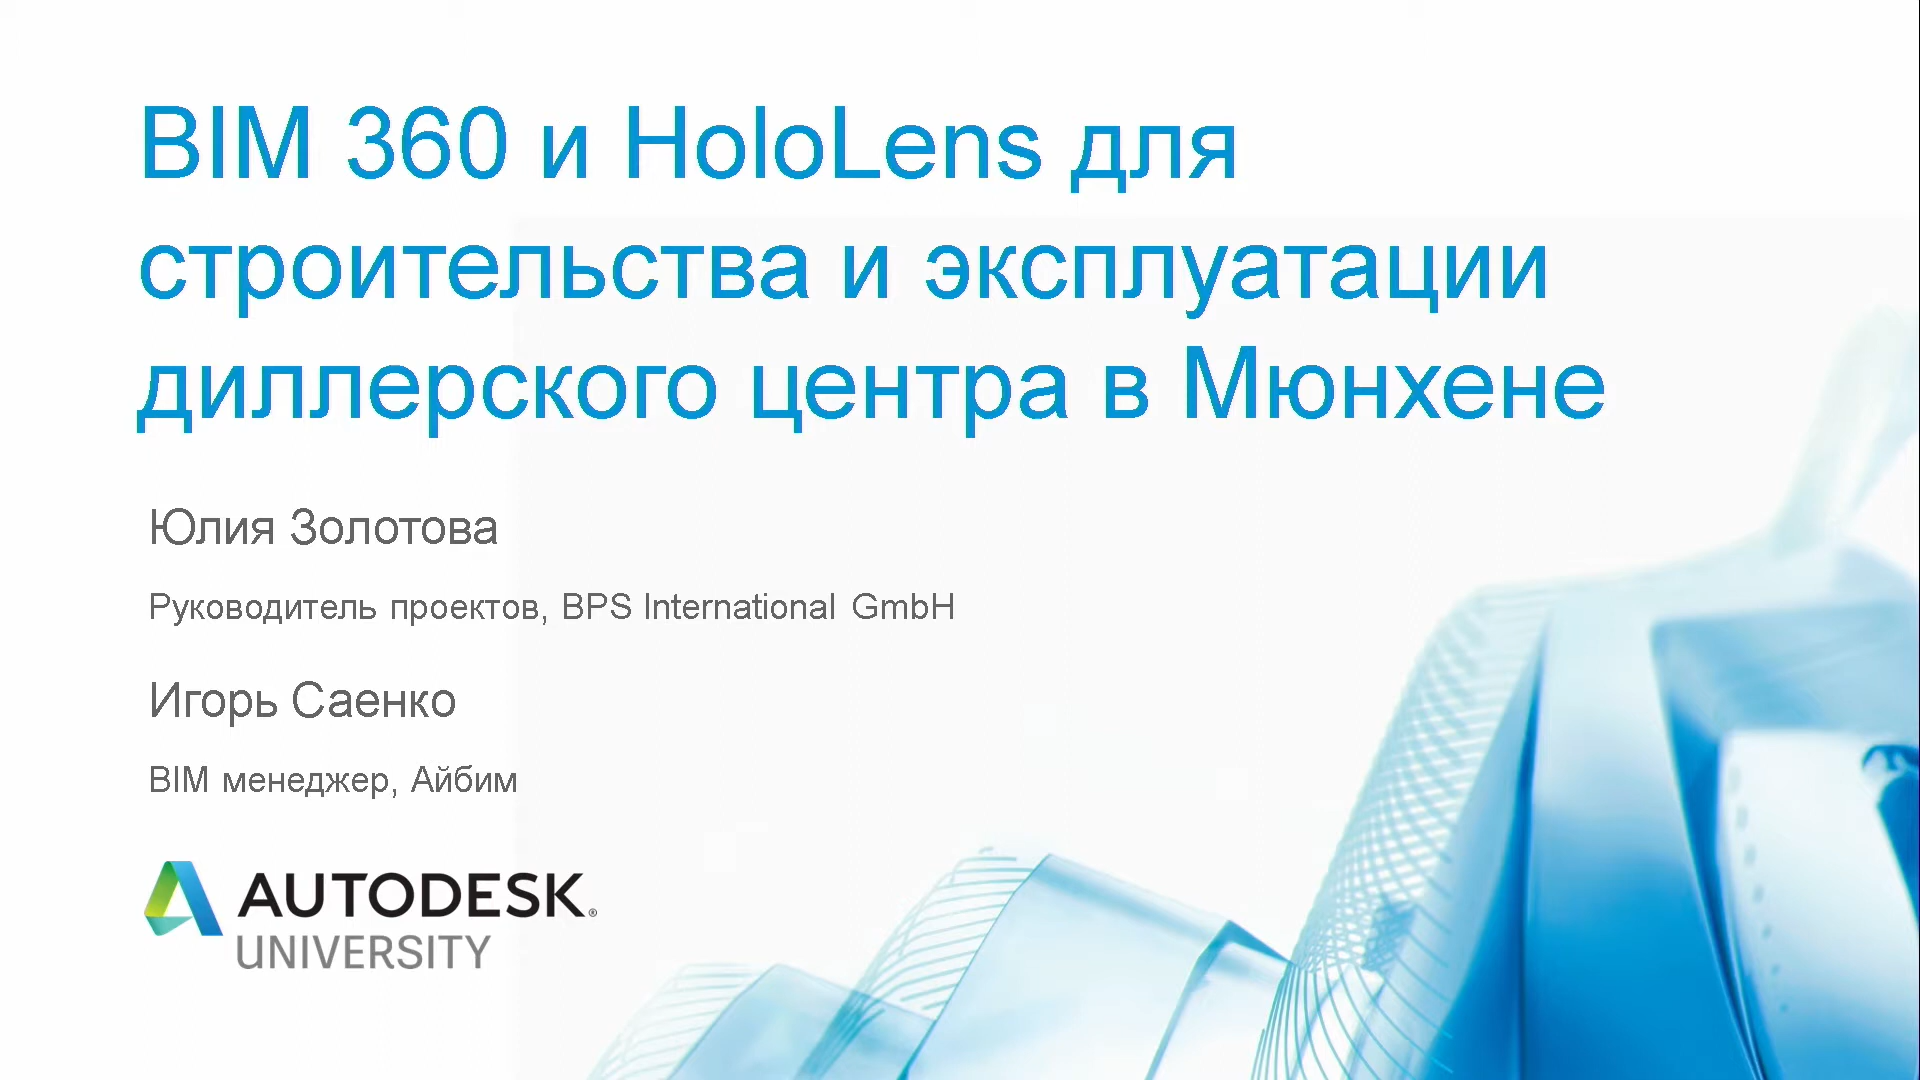 BIM 360 и HoloLens для
строительства и эксплуатации
диллерского центра в Мюнхене
Юлия Золотова
Руководитель проектов, BPS International GmbH
Игорь Саенко
BIM менеджер, Айбим
AUTODESK®
UNIVERSITY